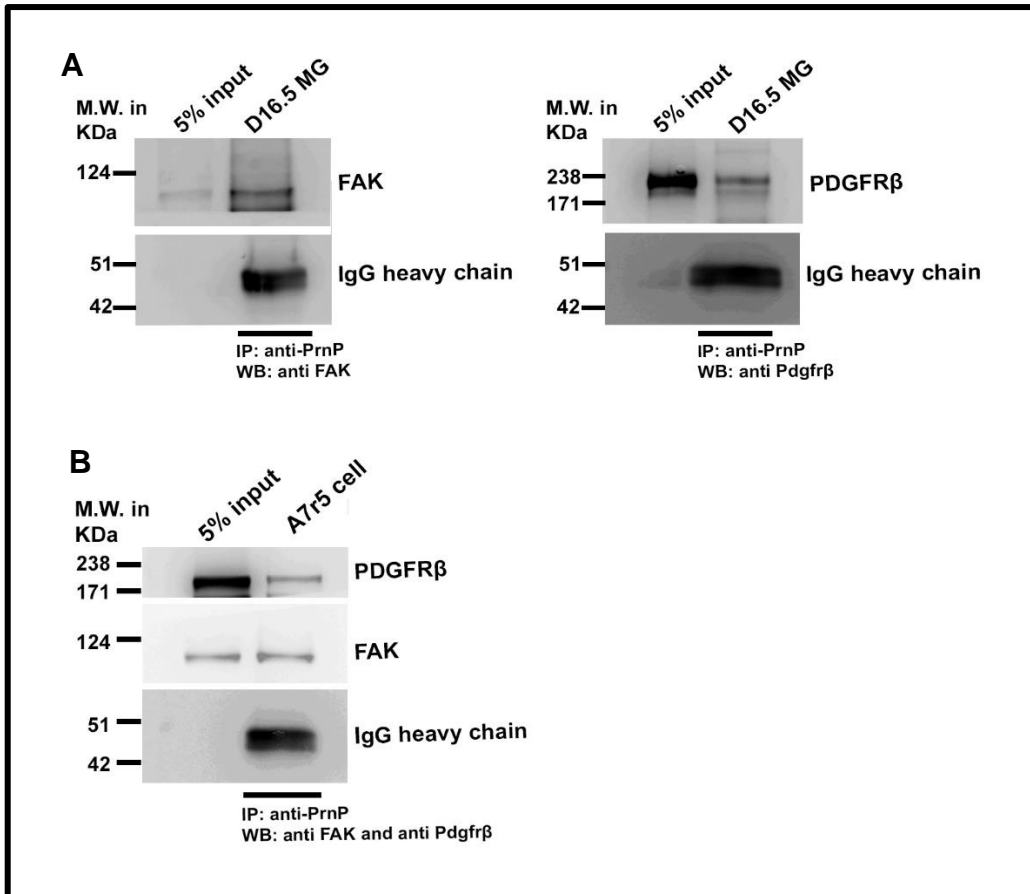 A
M.W. in
KDa
5% input
D16.5 MG
124
FAK
51
42
IgG heavy chain
IP: anti-PrnP
WB: anti FAK
M.W. in
KDa
5% input
D16.5 MG
238
171
PDGFRβ
51
42
IgG heavy chain
IP: anti-PrnP
WB: anti Pdgfrβ
B
M.W. in
KDa
5% input
A7r5 cell
238
171
PDGFRβ
124
FAK
51
42
IgG heavy chain
IP: anti-PrnP
WB: anti FAK and anti Pdgfrβ